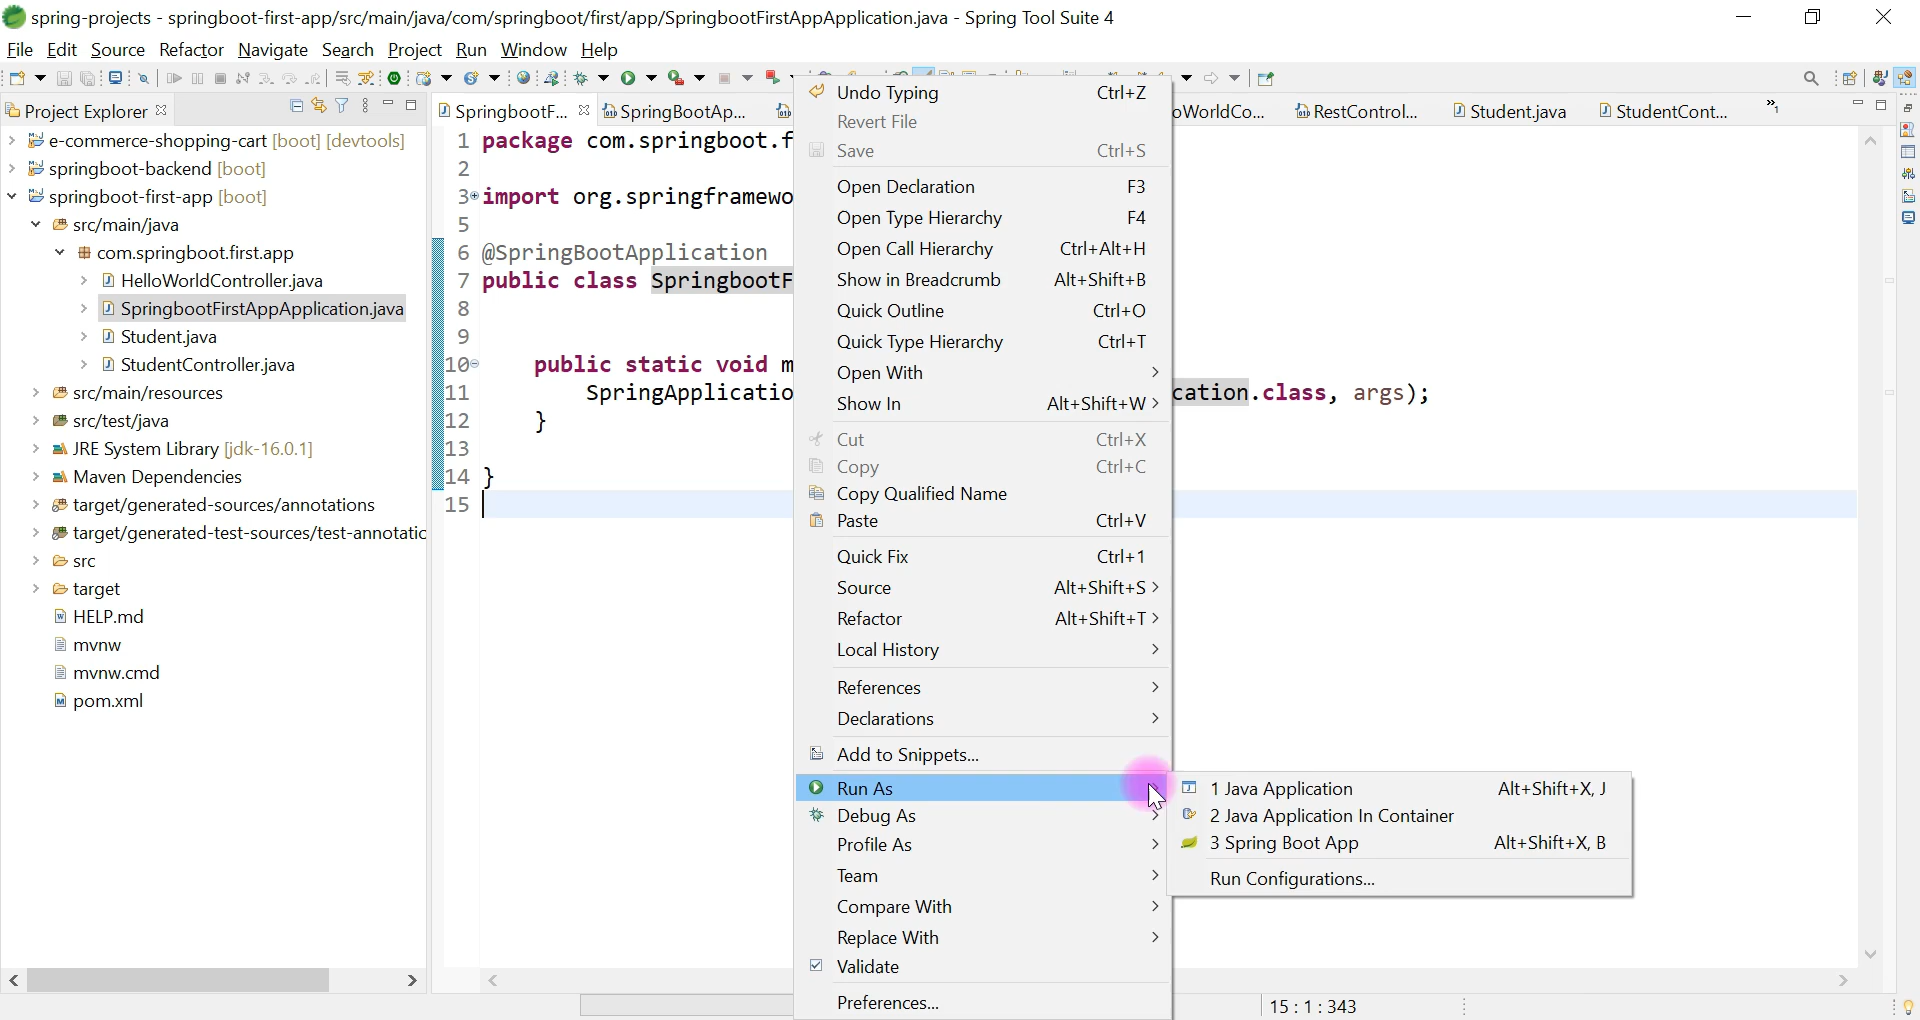 spring-projects - springboot-first-app/src/main/java/com/springboot/first/app/SpringbootFirstAppApplication.java - Spring Tool Suite 4
File Edit Source Refactor Navigate Search Project Run Window Help
Project Explorer
e-commerce-shopping-cart [boot] [devtools]
springboot-backend [boot]
springboot-first-app [boot]
src/main/java
com.springboot.first.app
HelloWorldController.java
SpringbootFirstAppApplication.java
Student.java
StudentController.java
src/main/resources
src/test/java
JRE System Library [jdk-16.0.1]
Maven Dependencies
target/generated-sources/annotations
target/generated-test-sources/test-annotatic
src
target
HELP.md
mvnw
mvnw.cmd
pom.xml
SpringbootF... SpringBootAp... oWorldCo... RestControl... Student.java StudentCont... »1
1 package com.springboot.f
2
3 import org.springframewo
5
6 @SpringBootApplication
7 public class SpringbootF
8
9
10 public static void m
11 SpringApplicatio cation.class, args);
12 }
13
14 }
15
Undo Typing Ctrl+Z
Revert File
Save Ctrl+S
Open Declaration F3
Open Type Hierarchy F4
Open Call Hierarchy Ctrl+Alt+H
Show in Breadcrumb Alt+Shift+B
Quick Outline Ctrl+O
Quick Type Hierarchy Ctrl+T
Open With
Show In Alt+Shift+W
Cut Ctrl+X
Copy Ctrl+C
Copy Qualified Name
Paste Ctrl+V
Quick Fix Ctrl+1
Source Alt+Shift+S
Refactor Alt+Shift+T
Local History
References
Declarations
Add to Snippets...
Run As
Debug As
Profile As
Team
Compare With
Replace With
Validate
Preferences...
1 Java Application Alt+Shift+X, J
2 Java Application In Container
3 Spring Boot App Alt+Shift+X, B
Run Configurations...
15 : 1 : 343